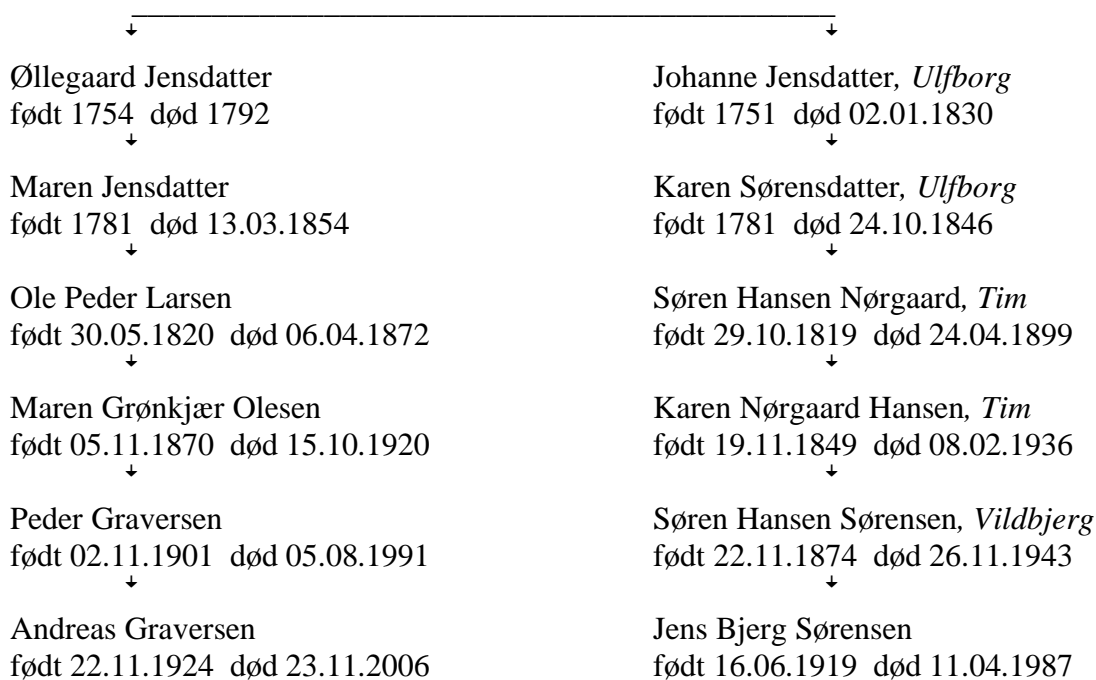 Øllegaard Jensdatter
født 1754 død 1792
Maren Jensdatter
født 1781 død 13.03.1854
Ole Peder Larsen
født 30.05.1820 død 06.04.1872
Maren Grønkjær Olesen
født 05.11.1870 død 15.10.1920
Peder Graversen
født 02.11.1901 død 05.08.1991
Andreas Graversen
født 22.11.1924 død 23.11.2006
Johanne Jensdatter, Ulfborg
født 1751 død 02.01.1830
Karen Sørensdatter, Ulfborg
født 1781 død 24.10.1846
Søren Hansen Nørgaard, Tim
født 29.10.1819 død 24.04.1899
Karen Nørgaard Hansen, Tim
født 19.11.1849 død 08.02.1936
Søren Hansen Sørensen, Vildbjerg
født 22.11.1874 død 26.11.1943
Jens Bjerg Sørensen
født 16.06.1919 død 11.04.1987